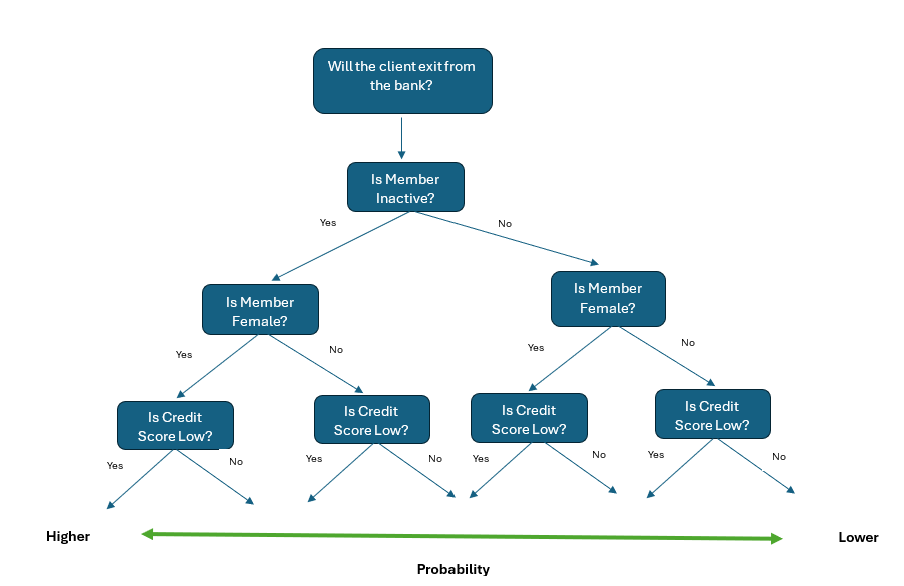 Will the client exit from
the bank?
Is Member
Inactive?
Yes
No
Is Member
Female?
Is Member
Female?
Yes
No
Yes
No
Is Credit
Score Low?
Is Credit
Score Low?
Is Credit
Score Low?
Is Credit
Score Low?
Yes
No
Yes
No
Yes
No
Yes
No
Higher
Lower
Probability